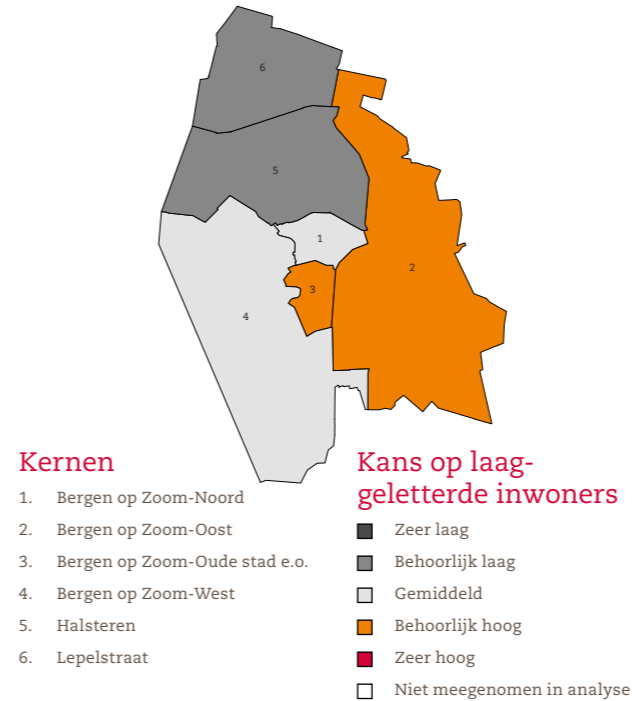 6
5
1
2
3
4
Kernen
1. Bergen op Zoom-Noord
2. Bergen op Zoom-Oost
3. Bergen op Zoom-Oude stad e.o.
4. Bergen op Zoom-West
5. Halsteren
6. Lepelstraat
Kans op laag-
geletterde inwoners
Zeer laag
Behoorlijk laag
Gemiddeld
Behoorlijk hoog
Zeer hoog
Niet meegenomen in analyse